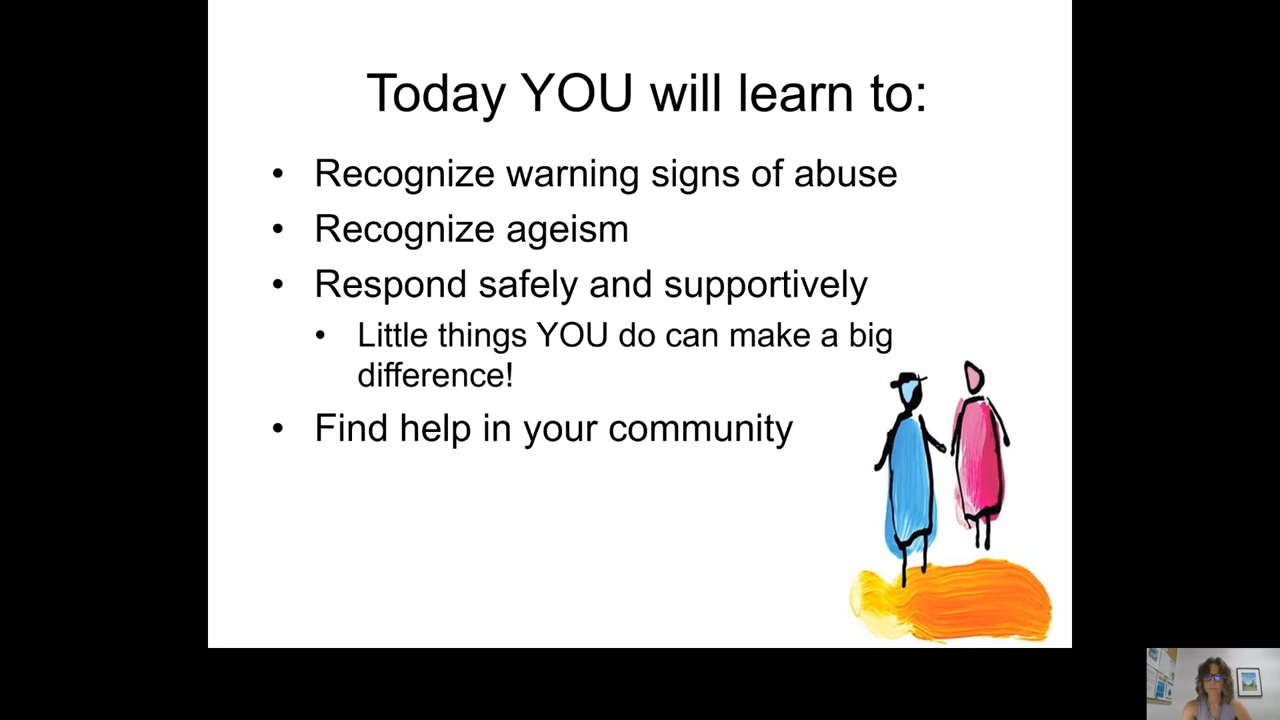 Today YOU will learn to:
• Recognize warning signs of abuse
• Recognize ageism
• Respond safely and supportively
• Little things YOU do can make a big
difference!
• Find help in your community